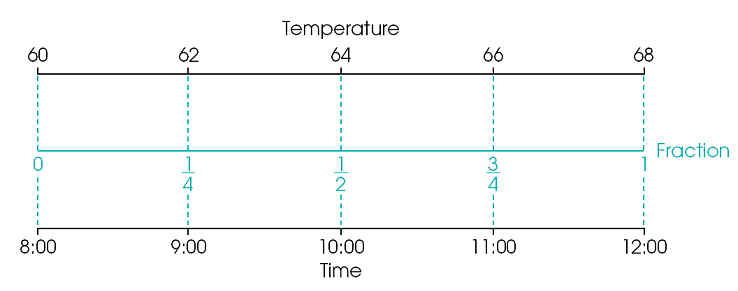 Temperature
60 62 64 66 68
Fraction
0 1/4 1/2 3/4 1
8:00 9:00 10:00 11:00 12:00
Time